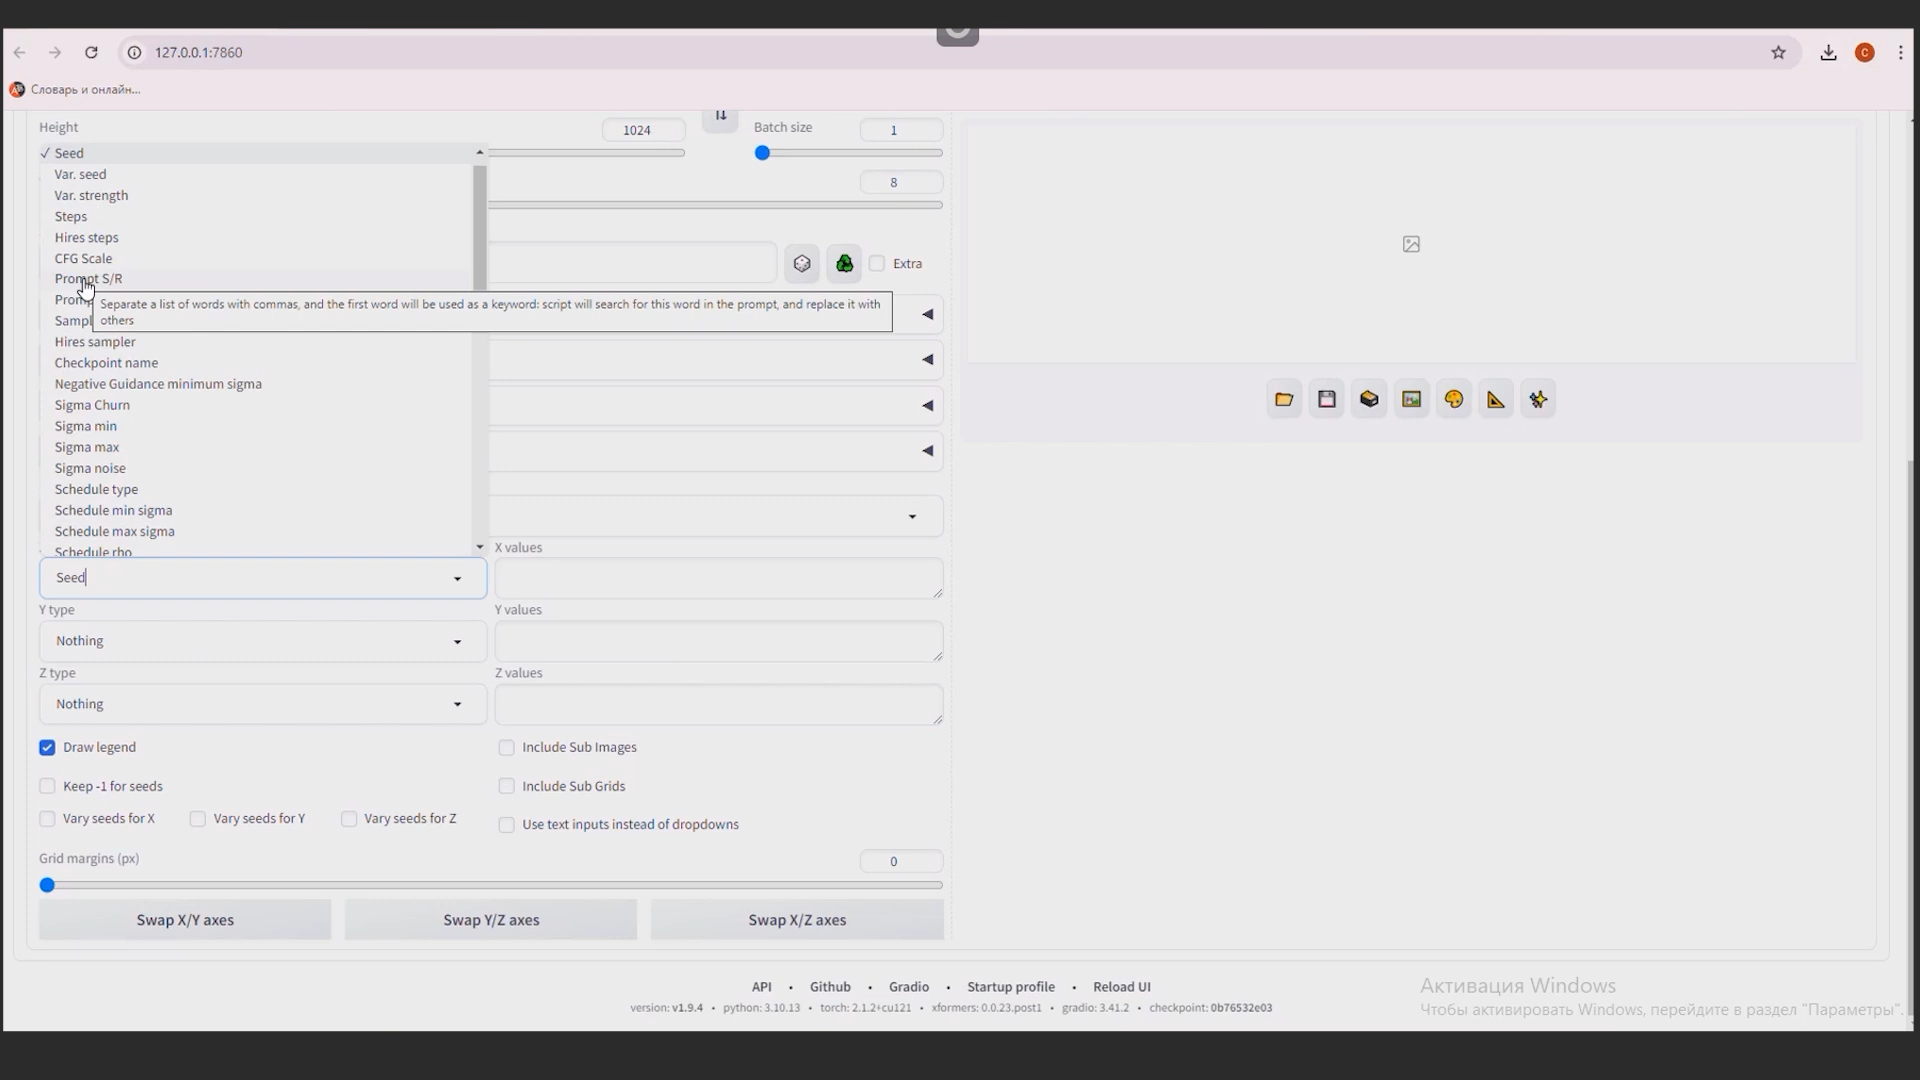 127.0.0.1:7860
Словарь и онлайн...
Height
1024
Batch size
1
✓ Seed
Var. seed
8
Var. strength
Steps
Hires steps
CFG Scale
Extra
Prompt S/R
Separate a list of words with commas, and the first word will be used as a keyword: script will search for this word in the prompt, and replace it with
others
Hires sampler
Checkpoint name
Negative Guidance minimum sigma
Sigma Churn
Sigma min
Sigma max
Sigma noise
Schedule type
Schedule min sigma
Schedule max sigma
Schedule rho
X values
Seed
Y type
Y values
Nothing
Z type
Z values
Nothing
Draw legend
Include Sub Images
Keep -1 for seeds
Include Sub Grids
Vary seeds for X
Vary seeds for Y
Vary seeds for Z
Use text inputs instead of dropdowns
Grid margins (px)
0
Swap X/Y axes
Swap Y/Z axes
Swap X/Z axes
API • Github • Gradio • Startup profile • Reload UI
version: v1.9.4 • python: 3.10.13 • torch: 2.1.2+cu121 • xformers: 0.0.23.post1 • gradio: 3.41.2 • checkpoint: 0b76532e03
Активация Windows
Чтобы активировать Windows, перейдите в раздел "Параметры".